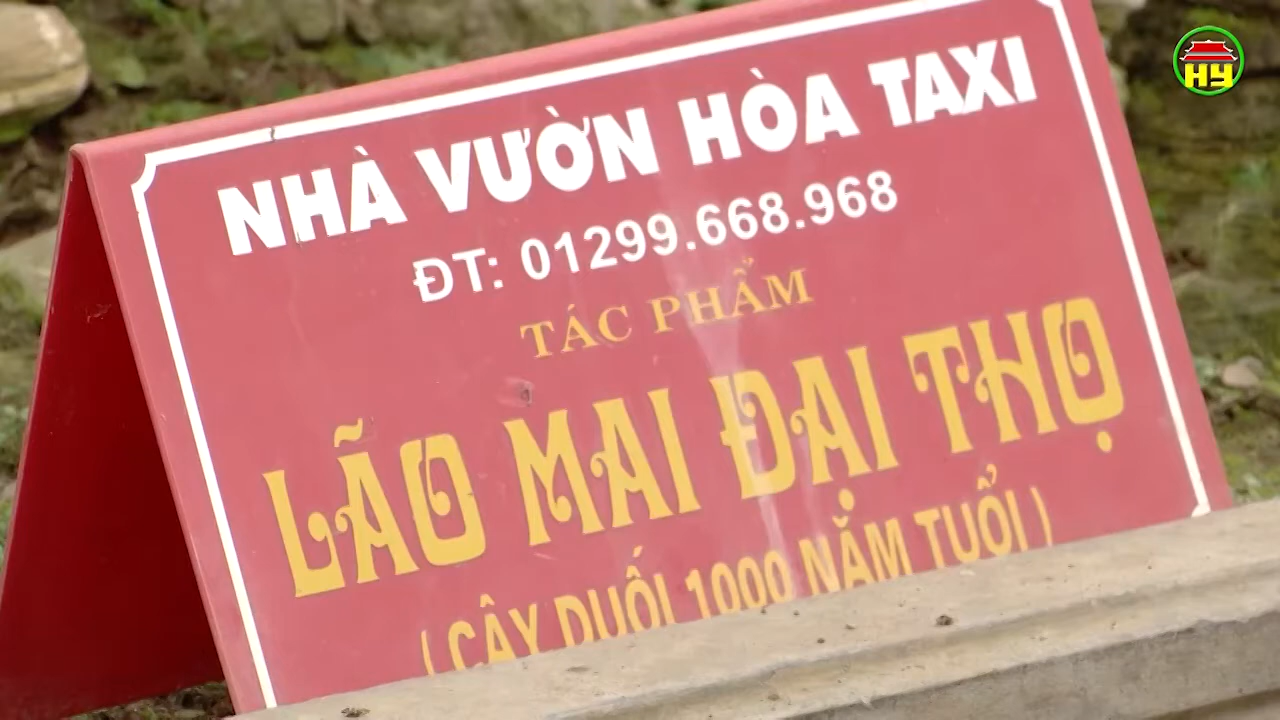 NHÀ VƯỜN HÒA TAXI
ĐT: 01299.668.968
TÁC PHẨM
LÃO MAI ĐẠI THỌ
( CÂY DUỐI 1000 NĂM TUỔI )
HY